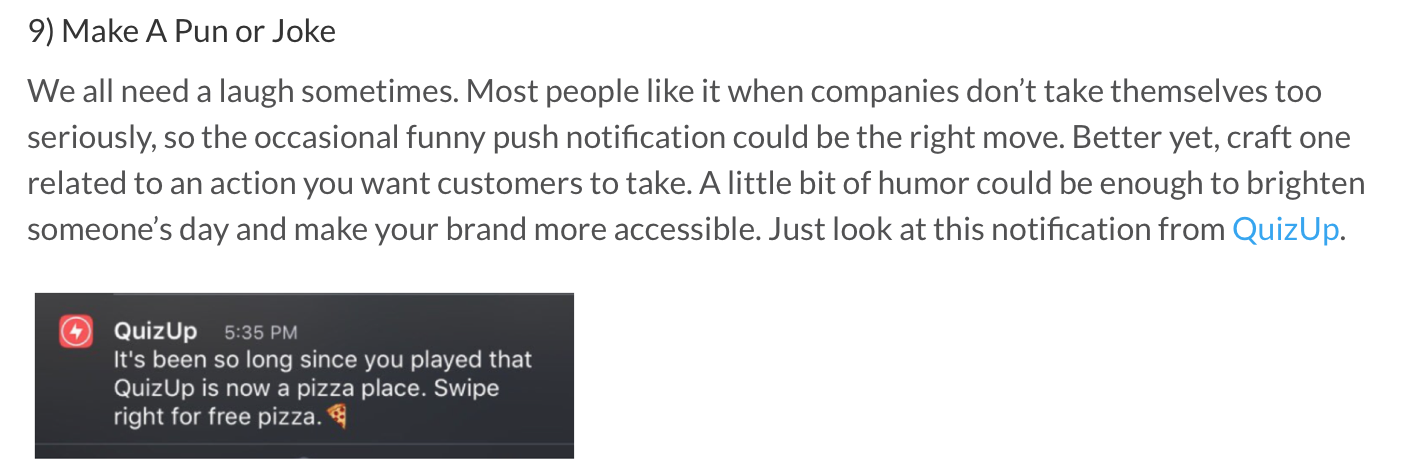 9) Make A Pun or Joke
We all need a laugh sometimes. Most people like it when companies don’t take themselves too
seriously, so the occasional funny push notification could be the right move. Better yet, craft one
related to an action you want customers to take. A little bit of humor could be enough to brighten
someone’s day and make your brand more accessible. Just look at this notification from QuizUp.
QuizUp 5:35 PM
It's been so long since you played that
QuizUp is now a pizza place. Swipe
right for free pizza.🍕